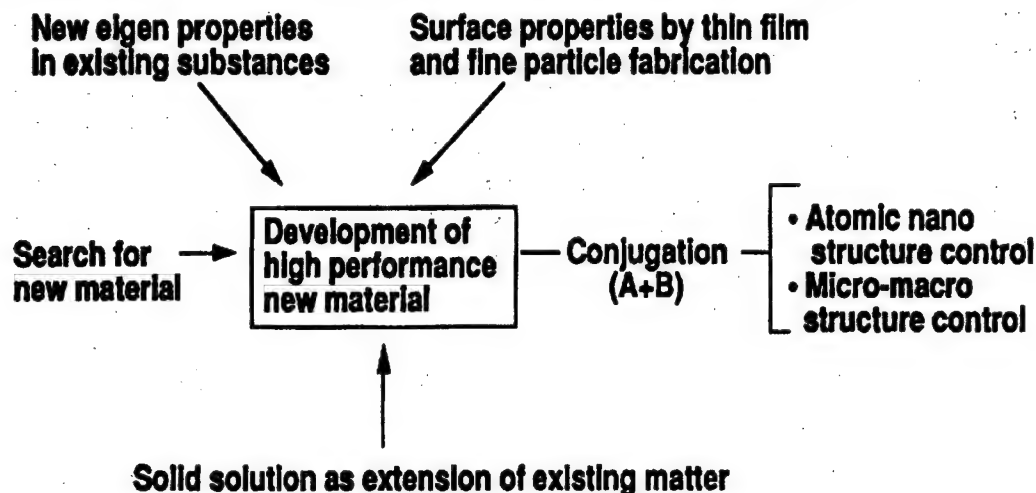 New eigen properties
in existing substances
Surface properties by thin film
and fine particle fabrication
Search for
new material
Development of
high performance
new material
Conjugation
(A+B)
• Atomic nano
structure control
• Micro-macro
structure control
Solid solution as extension of existing matter